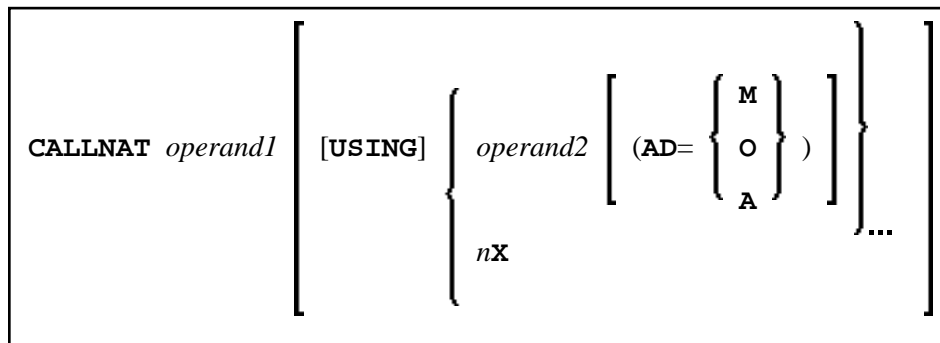 M
CALLNAT operand1 [USING] operand2 (AD= O )
A
nX ...